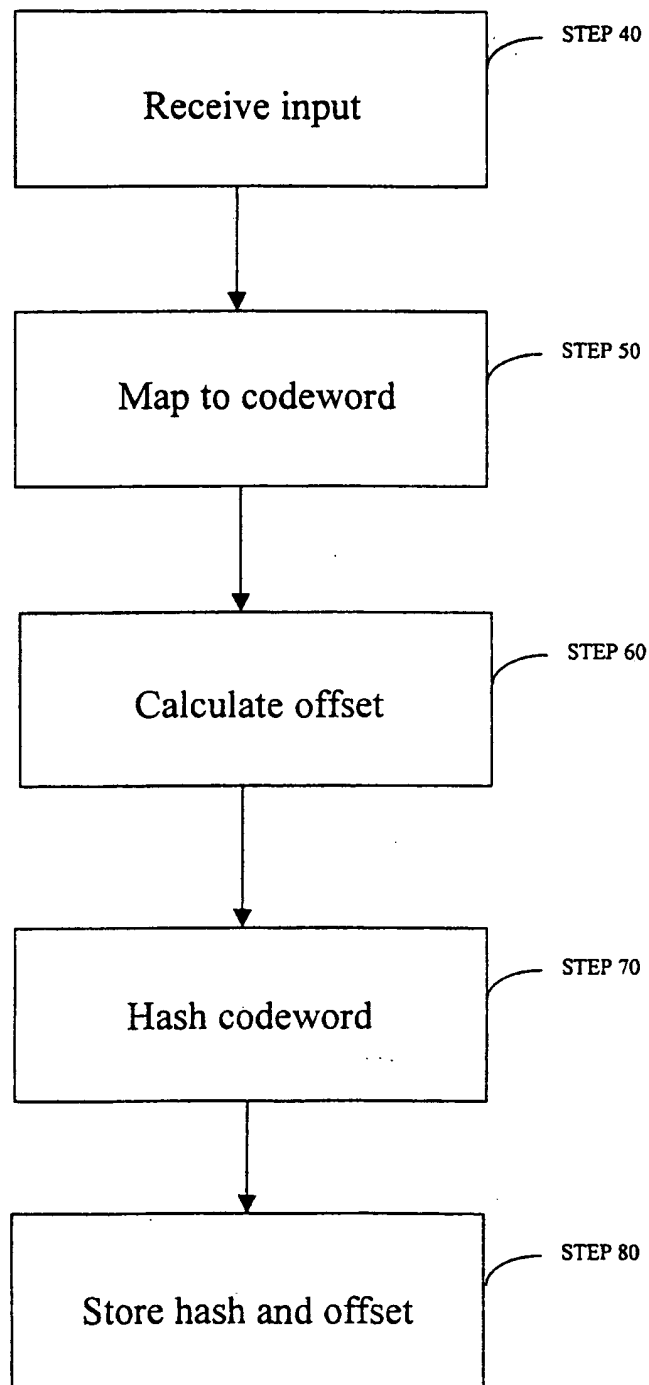 STEP 40
Receive input
STEP 50
Map to codeword
STEP 60
Calculate offset
STEP 70
Hash codeword
STEP 80
Store hash and offset